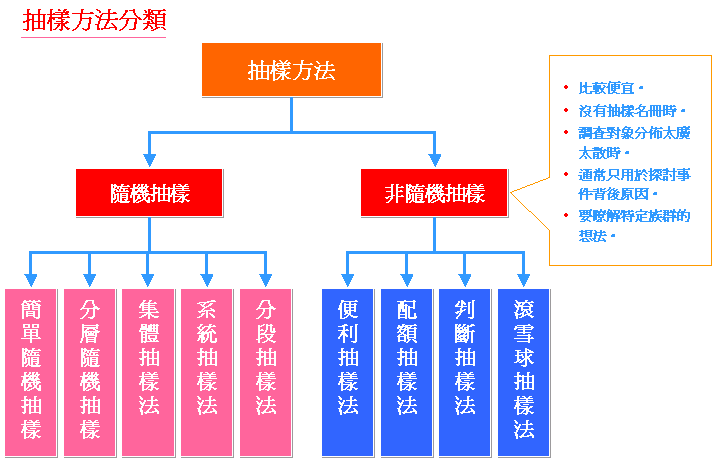 抽樣方法分類
抽樣方法
隨機抽樣
非隨機抽樣
比較便宜。
沒有抽樣名冊時。
調查對象分佈太廣
太散時。
通常只用於探討事
件背後原因。
要瞭解特定族群的
想法。
簡單隨機抽樣
分層隨機抽樣
集體抽樣法
系統抽樣法
分段抽樣法
便利抽樣法
配額抽樣法
判斷抽樣法
滾雪球抽樣法